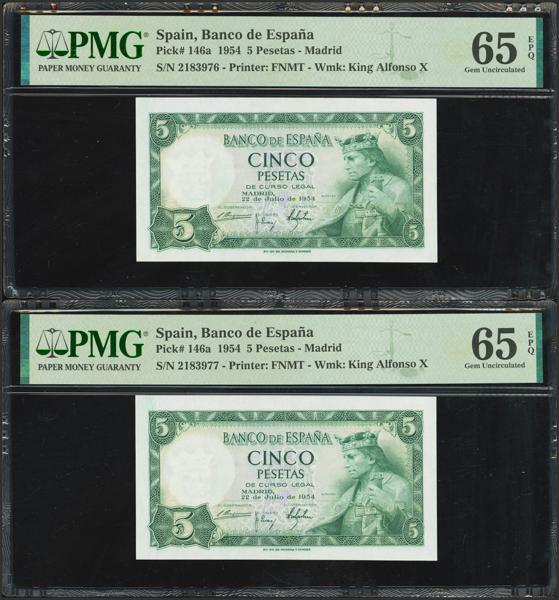 PMG®
PAPER MONEY GUARANTY
Spain, Banco de España
Pick# 146a 1954 5 Pesetas - Madrid
S/N 2183976 - Printer: FNMT - Wmk: King Alfonso X
65 EPQ
Gem Uncirculated
5 5
BANCO DE ESPAÑA
CINCO
PESETAS
DE CURSO LEGAL
MADRID,
22 de Julio de 1954
5 5
PMG®
PAPER MONEY GUARANTY
Spain, Banco de España
Pick# 146a 1954 5 Pesetas - Madrid
S/N 2183977 - Printer: FNMT - Wmk: King Alfonso X
65 EPQ
Gem Uncirculated
5 5
BANCO DE ESPAÑA
CINCO
PESETAS
DE CURSO LEGAL
MADRID,
22 de Julio de 1954
5 5